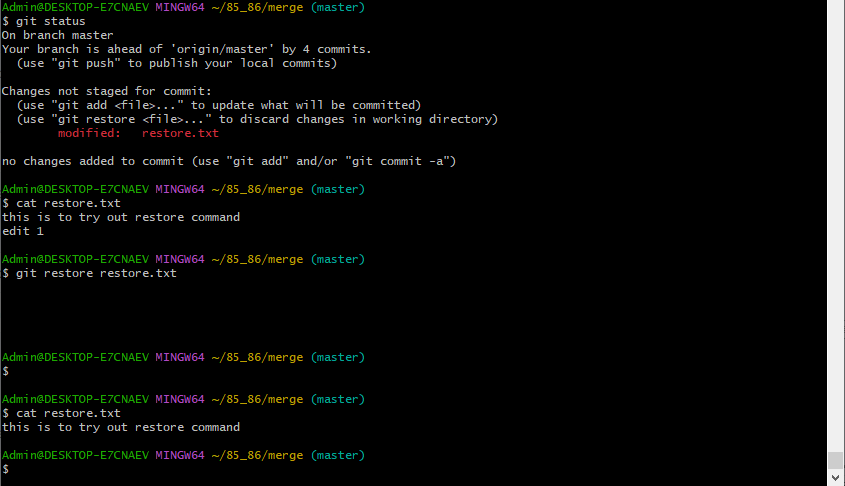 Admin@DESKTOP-E7CNAEV MINGW64 ~/85_86/merge (master)
$ git status
On branch master
Your branch is ahead of 'origin/master' by 4 commits.
  (use "git push" to publish your local commits)
Changes not staged for commit:
  (use "git add <file>..." to update what will be committed)
  (use "git restore <file>..." to discard changes in working directory)
        modified:   restore.txt
no changes added to commit (use "git add" and/or "git commit -a")
Admin@DESKTOP-E7CNAEV MINGW64 ~/85_86/merge (master)
$ cat restore.txt
this is to try out restore command
edit 1
Admin@DESKTOP-E7CNAEV MINGW64 ~/85_86/merge (master)
$ git restore restore.txt
Admin@DESKTOP-E7CNAEV MINGW64 ~/85_86/merge (master)
$
Admin@DESKTOP-E7CNAEV MINGW64 ~/85_86/merge (master)
$ cat restore.txt
this is to try out restore command
Admin@DESKTOP-E7CNAEV MINGW64 ~/85_86/merge (master)
$